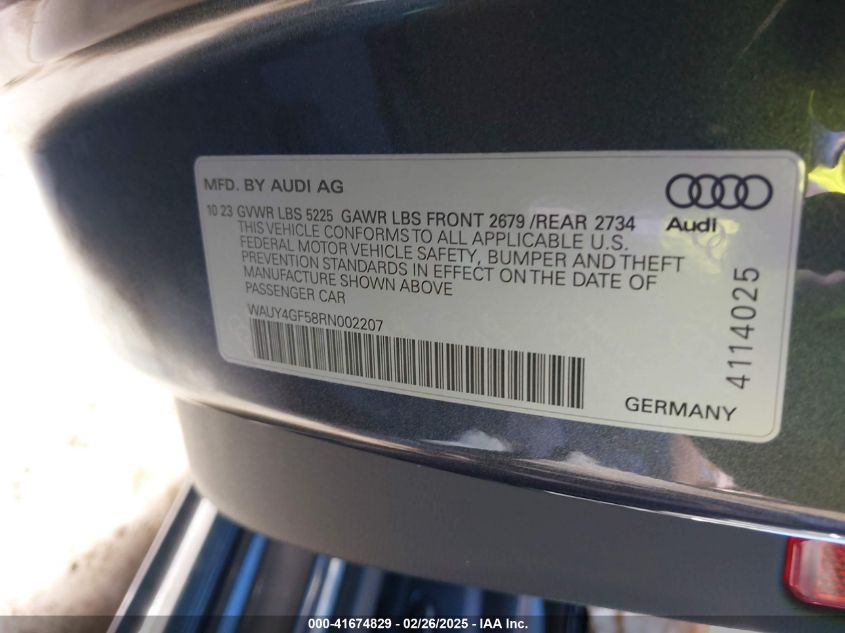 MFD. BY AUDI AG
10 23 GVWR LBS 5225 GAWR LBS FRONT 2679 /REAR 2734
THIS VEHICLE CONFORMS TO ALL APPLICABLE U.S.
FEDERAL MOTOR VEHICLE SAFETY, BUMPER AND THEFT
PREVENTION STANDARDS IN EFFECT ON THE DATE OF
MANUFACTURE SHOWN ABOVE
PASSENGER CAR
WAUY4GF58RN002207
Audi
4114025
GERMANY
000-41674829 - 02/26/2025 - IAA Inc.